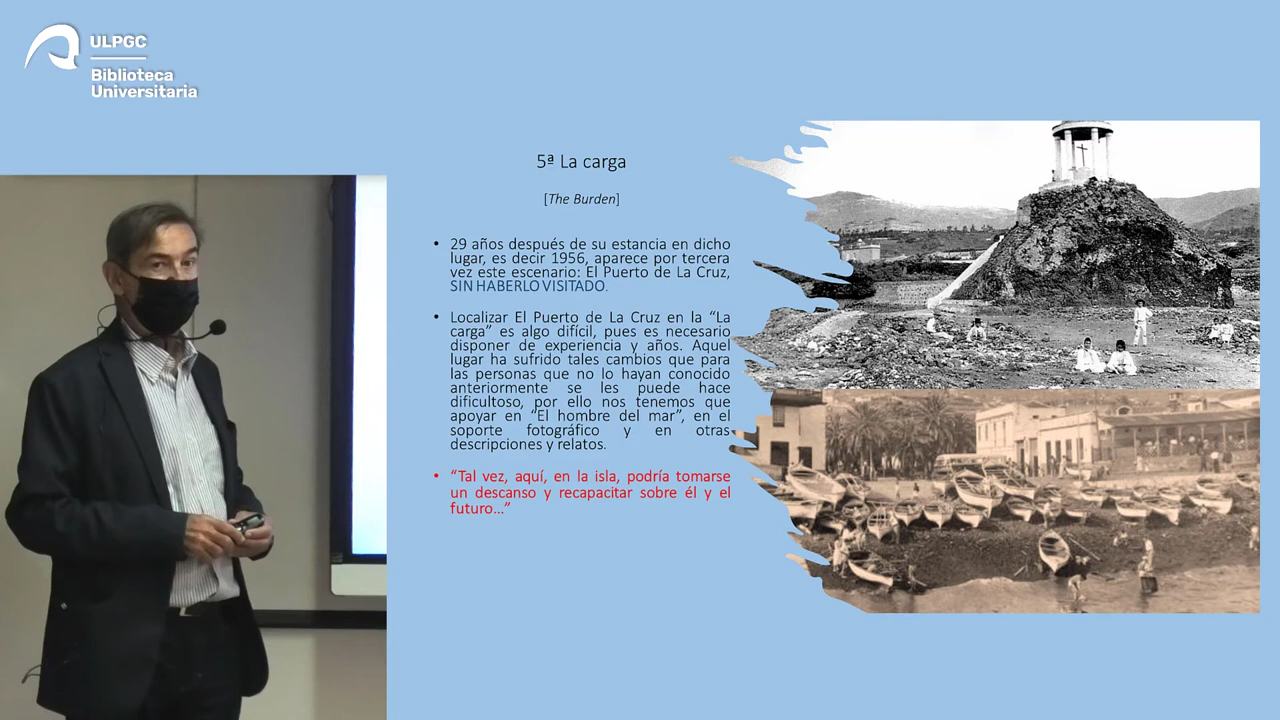 ULPGC
Biblioteca
Universitaria
5ª La carga
[The Burden]
• 29 años después de su estancia en dicho
lugar, es decir 1956, aparece por tercera
vez este escenario: El Puerto de La Cruz,
SIN HABERLO VISITADO.
• Localizar El Puerto de La Cruz en la “La
carga” es algo difícil, pues es necesario
disponer de experiencia y años. Aquel
lugar ha sufrido tales cambios que para
las personas que no lo hayan conocido
anteriormente se les puede hace
dificultoso, por ello nos tenemos que
apoyar en “El hombre del mar”, en el
soporte fotográfico y en otras
descripciones y relatos.
• “Tal vez, aquí, en la isla, podría tomarse
un descanso y recapacitar sobre él y el
futuro…”